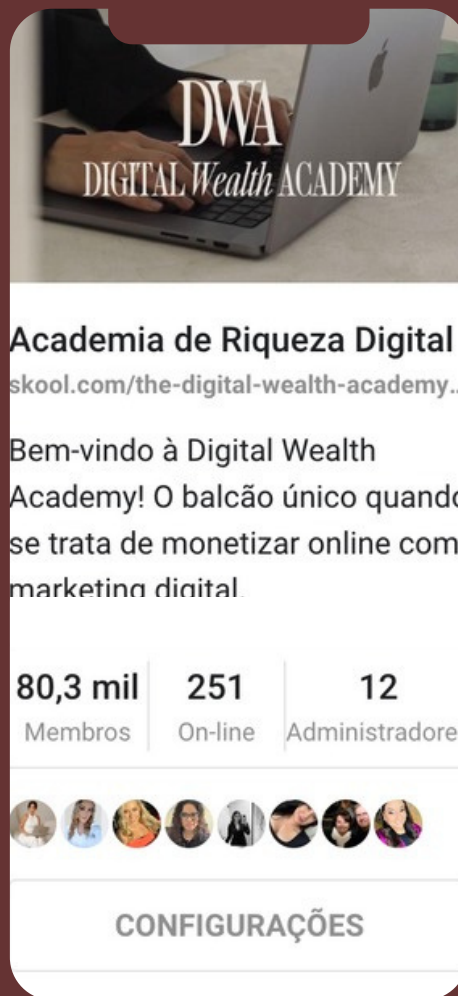 DWA
DIGITAL Wealth ACADEMY
Academia de Riqueza Digital
skool.com/the-digital-wealth-academy..
Bem-vindo à Digital Wealth
Academy! O balcão único quando
se trata de monetizar online com
marketing digital.
80,3 mil
251
12
Membros
On-line
Administradore
CONFIGURAÇÕES